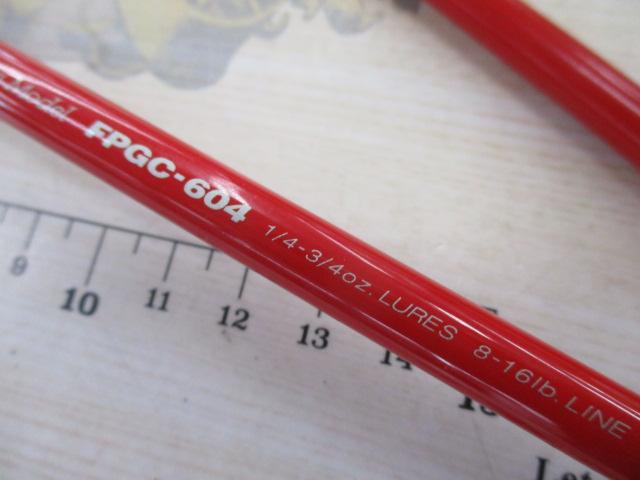 Model FPGC-604 1/4-3/4oz. LURES 8-16lb. LINE
9 10 11 12 13 14